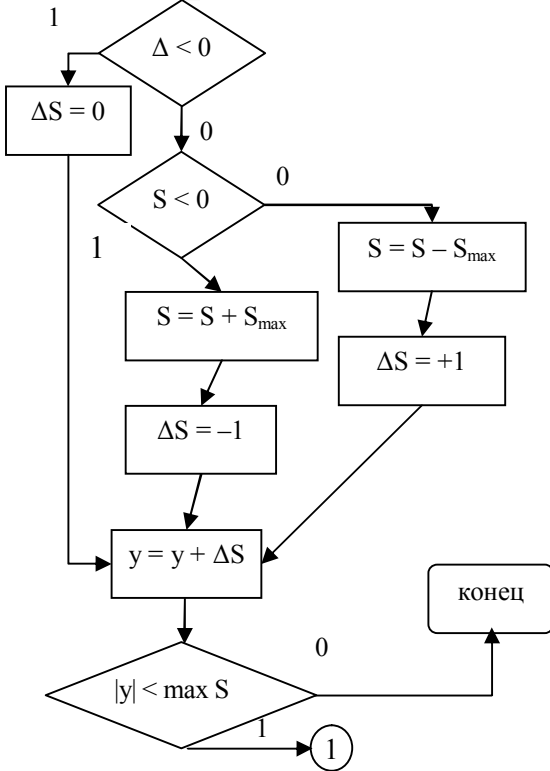 1
Δ < 0
ΔS = 0
0
0
S < 0
1
S = S – Smax
S = S + Smax
ΔS = +1
ΔS = –1
y = y + ΔS
конец
0
|y| < max S
1
1